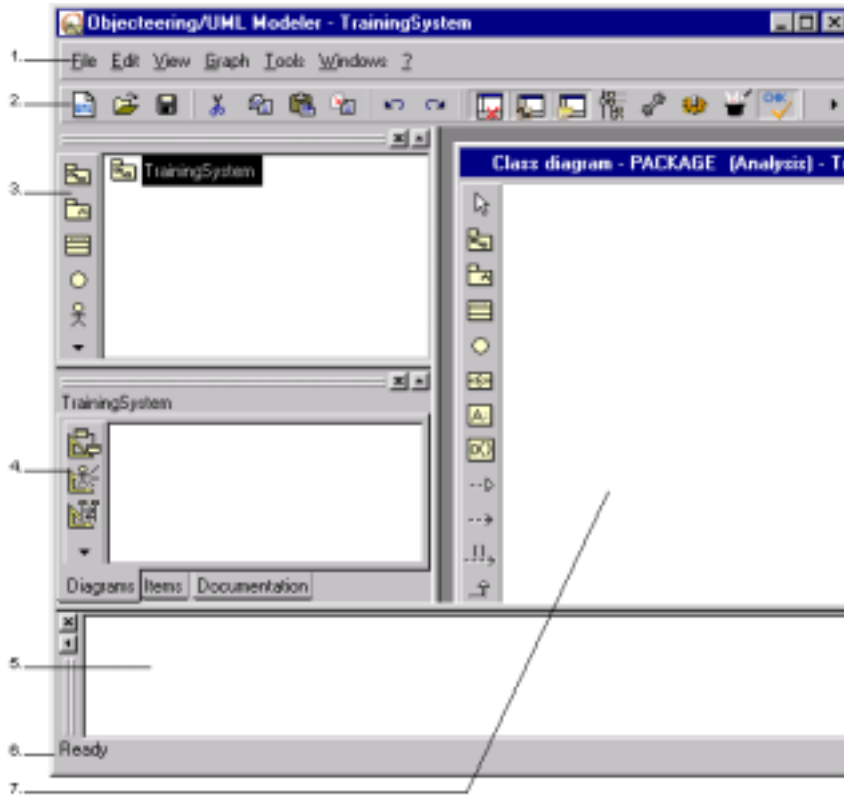 Objecteering/UML Modeler - TrainingSystem
1. File Edit View Graph Tools Windows ?
2.
3. TrainingSystem
Class diagram - PACKAGE (Analysis) - T
TrainingSystem
4.
Diagrams Items Documentation
5.
6. Ready
7.